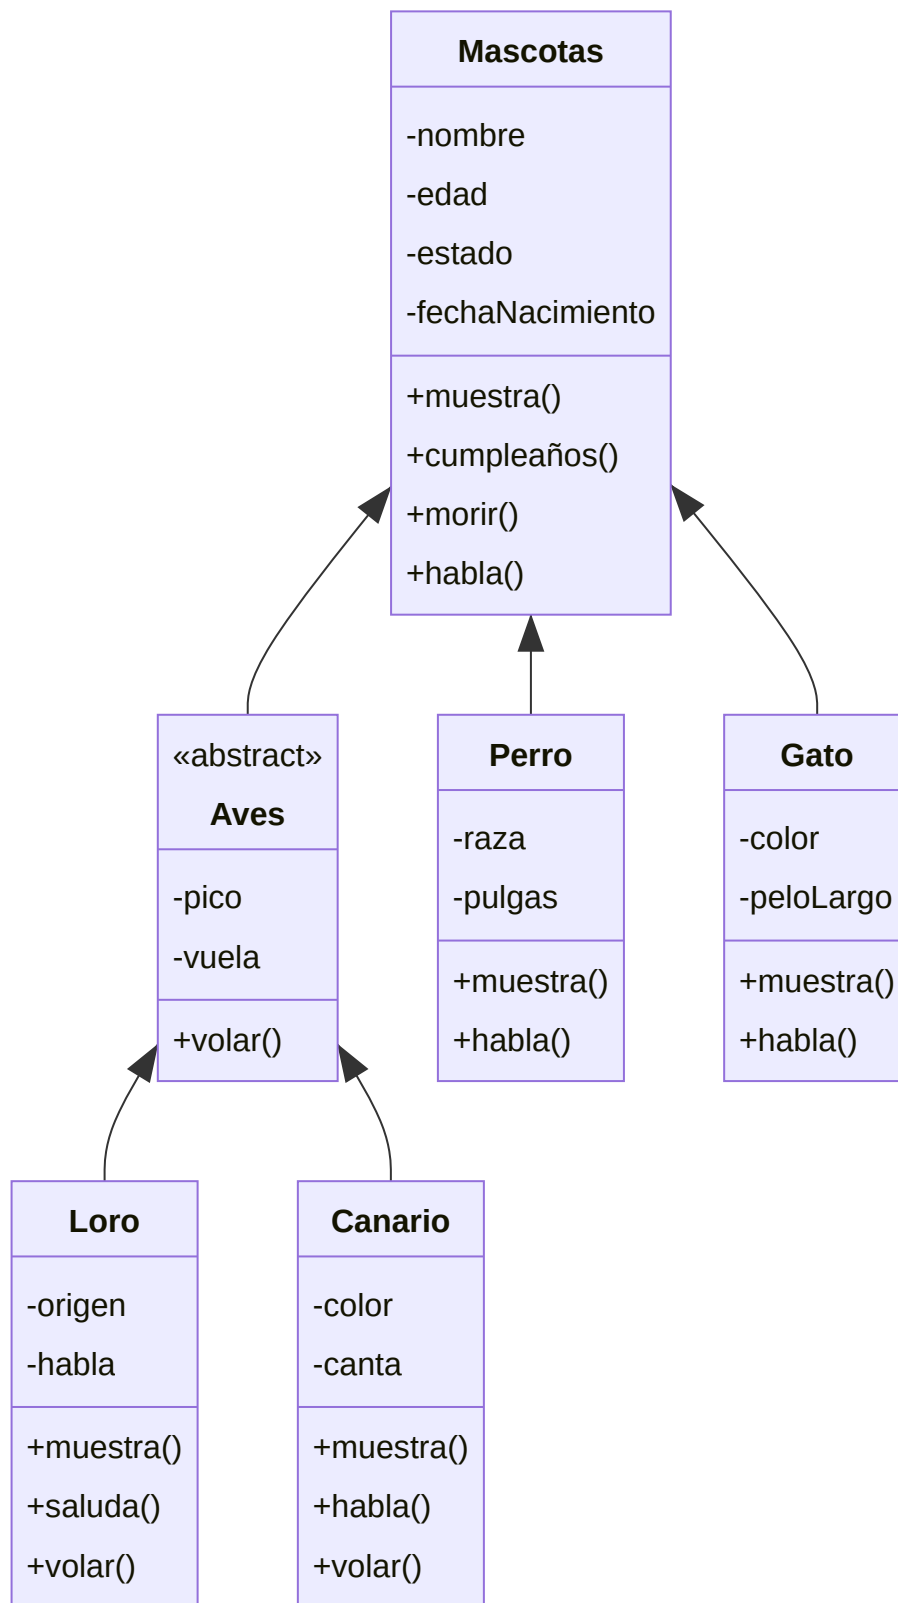 Mascotas
-nombre
-edad
-estado
-fechaNacimiento
+muestra()
+cumpleaños()
+morir()
+habla()
«abstract»
Aves
-pico
-vuela
+volar()
Perro
-raza
-pulgas
+muestra()
+habla()
Gato
-color
-peloLargo
+muestra()
+habla()
Loro
-origen
-habla
+muestra()
+saluda()
+volar()
Canario
-color
-canta
+muestra()
+habla()
+volar()